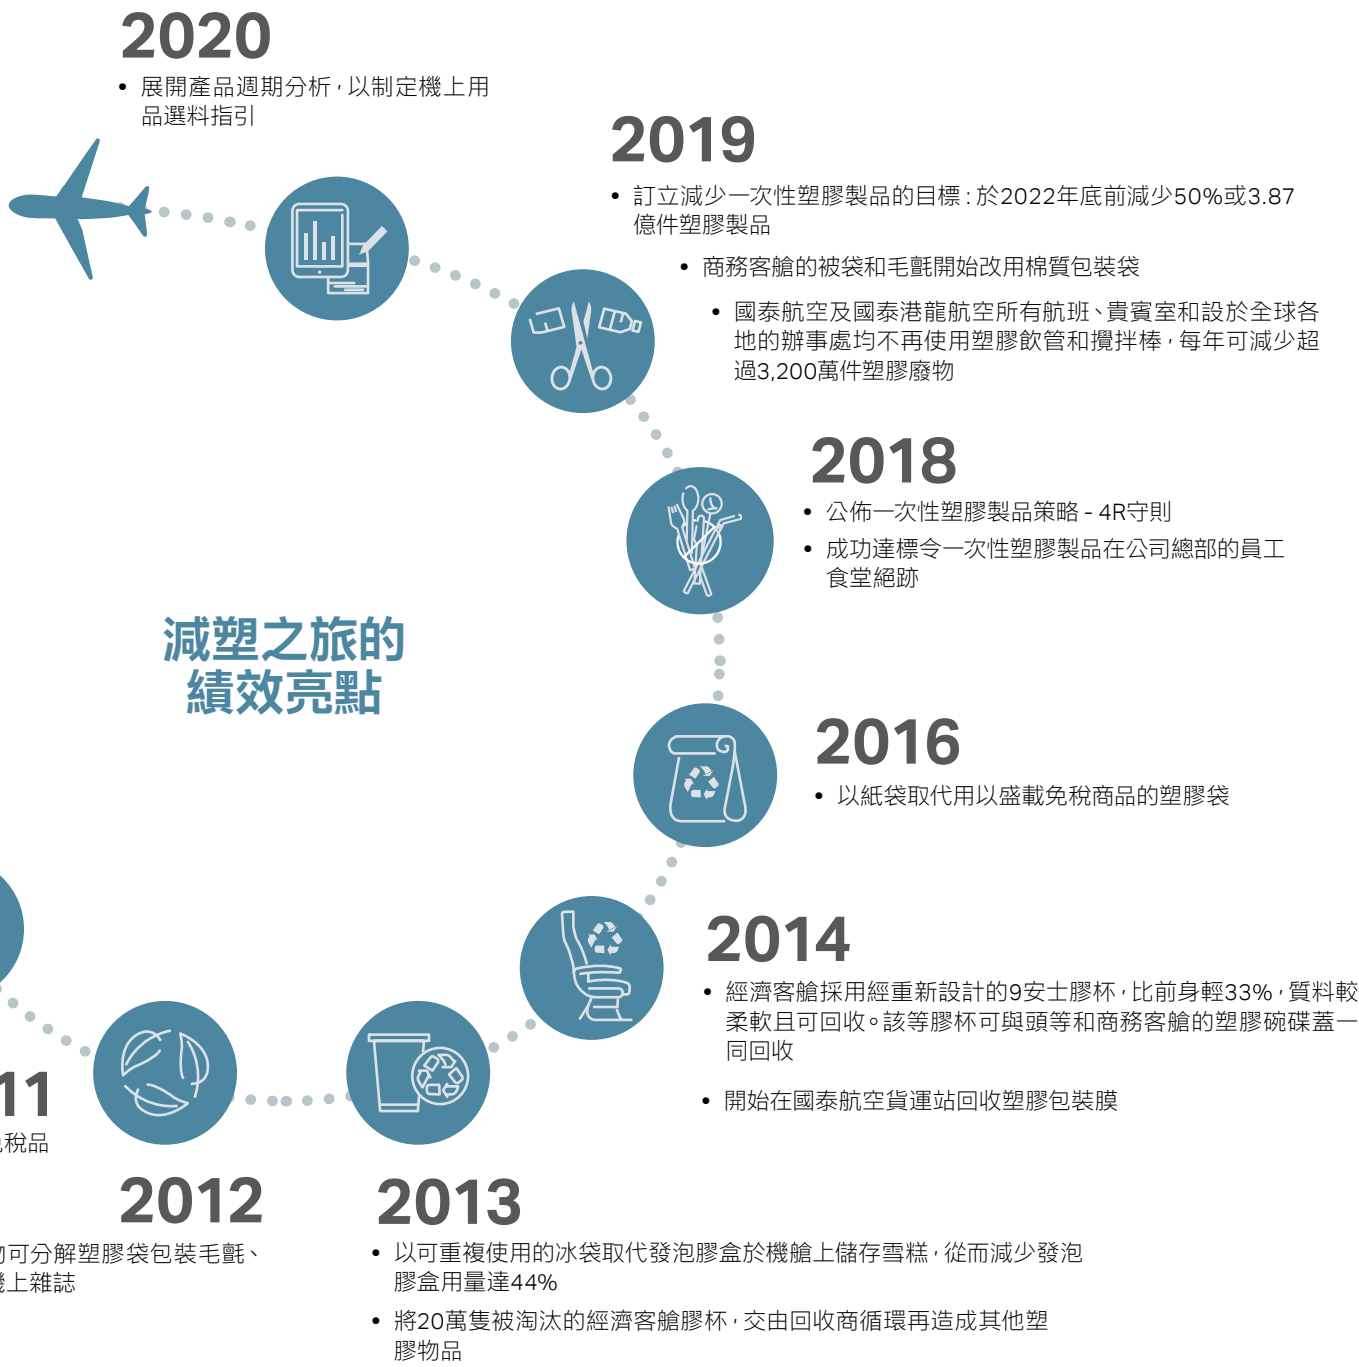 2020
• 展開產品週期分析，以制定機上用
品選料指引
2019
• 訂立減少一次性塑膠製品的目標：於2022年底前減少50%或3.87
億件塑膠製品
• 商務客艙的被袋和毛氈開始改用棉質包裝袋
• 國泰航空及國泰港龍航空所有航班、貴賓室和設於全球各
地的辦事處均不再使用塑膠飲管和攪拌棒，每年可減少超
過3,200萬件塑膠廢物
2018
• 公佈一次性塑膠製品策略 - 4R守則
• 成功達標令一次性塑膠製品在公司總部的員工
食堂絕跡
減塑之旅的
績效亮點
2016
• 以紙袋取代用以盛載免稅商品的塑膠袋
2014
• 經濟客艙採用經重新設計的9安士膠杯，比前身輕33%，質料較
柔軟且可回收。該等膠杯可與頭等和商務客艙的塑膠碗碟蓋一
同回收
• 開始在國泰航空貨運站回收塑膠包裝膜
11
稅品
2012
可分解塑膠袋包裝毛氈、
上雜誌
2013
• 以可重複使用的冰袋取代發泡膠盒於機艙上儲存雪糕，從而減少發泡
膠盒用量達44%
• 將20萬隻被淘汰的經濟客艙膠杯，交由回收商循環再造成其他塑
膠物品